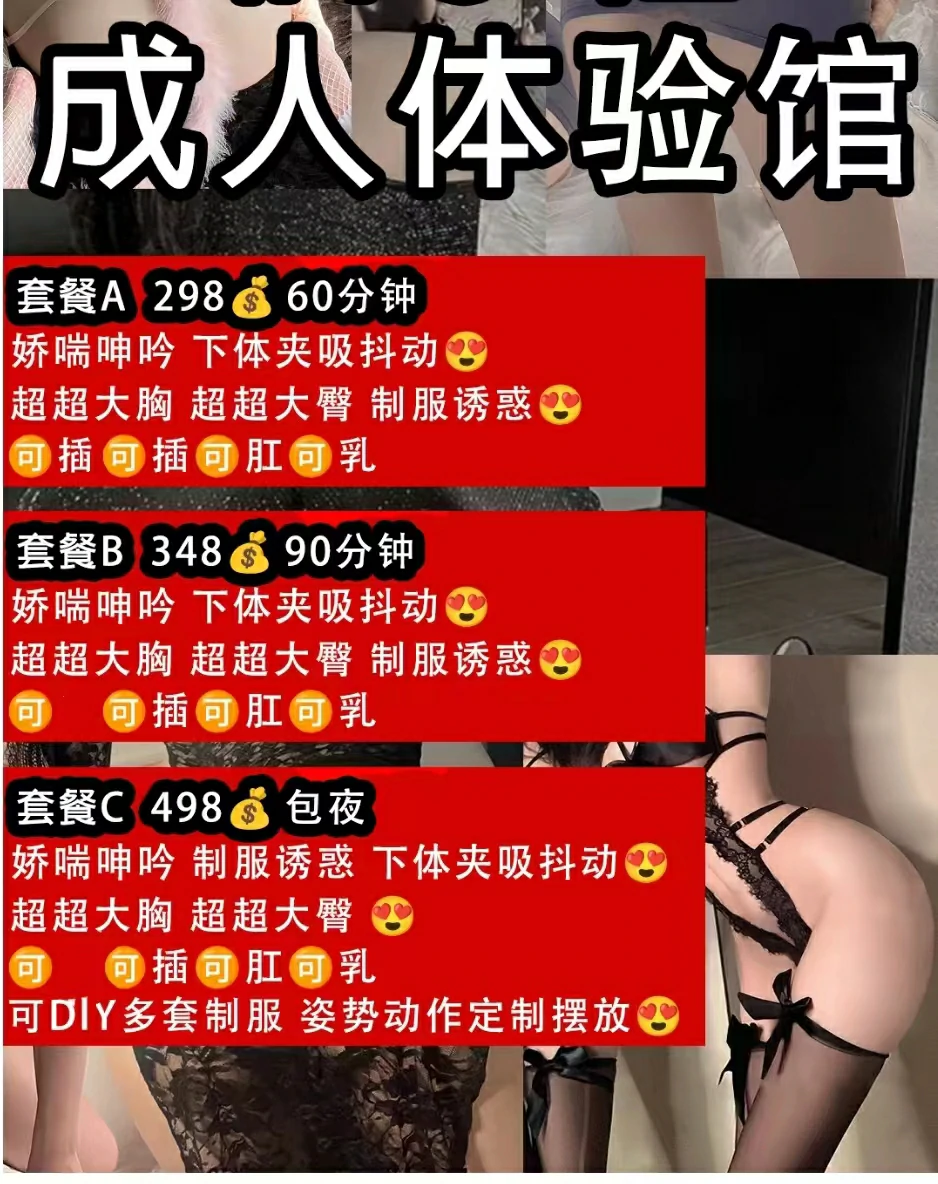 成人体验馆
套餐A 298💰60分钟
娇喘呻吟 下体夹吸抖动😍
超超大胸 超超大臀 制服诱惑😍
🉑插🉑插🉑肛🉑乳
套餐B 348💰90分钟
娇喘呻吟 下体夹吸抖动😍
超超大胸 超超大臀 制服诱惑😍
🉑 🉑插🉑肛🉑乳
套餐C 498💰包夜
娇喘呻吟 制服诱惑 下体夹吸抖动😍
超超大胸 超超大臀 😍
🉑 🉑插🉑肛🉑乳
可DIY多套制服 姿势动作定制摆放😍